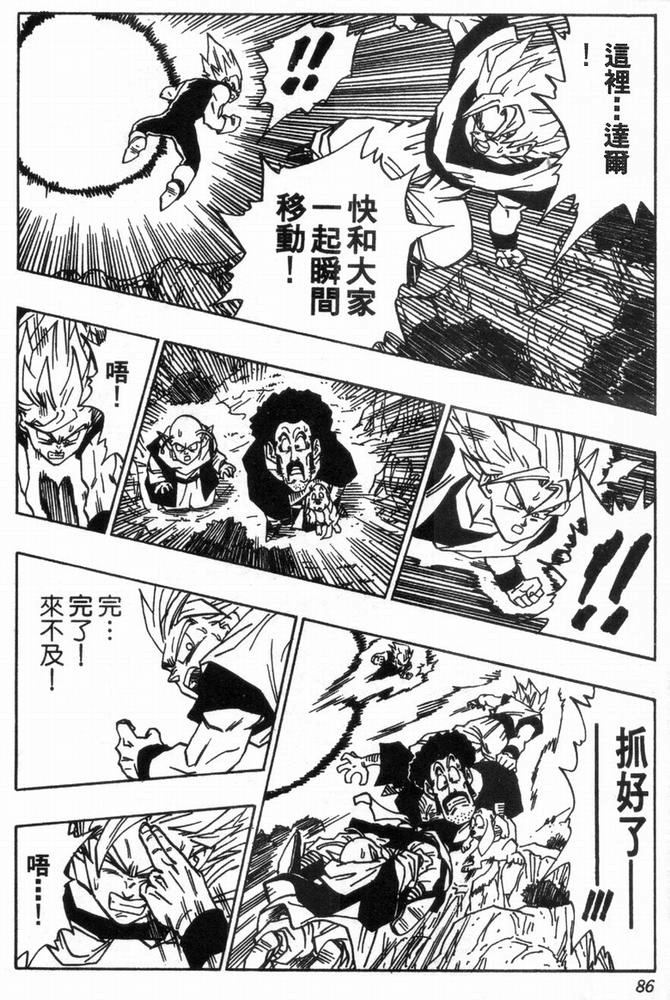 這裡…達爾
！
!!
快和大家
一起瞬間
移動！
!!
唔！
抓好了——!!!
完…
完了！
來不及！
唔…！
86